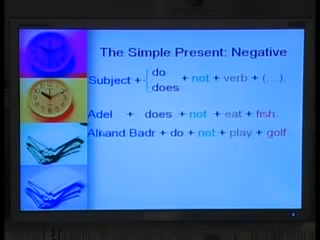 The Simple Present: Negative
Subject + do + not + verb + (...).
does
Adel + does + not + eat + fish.
Ali and Badr + do + not + play + golf.